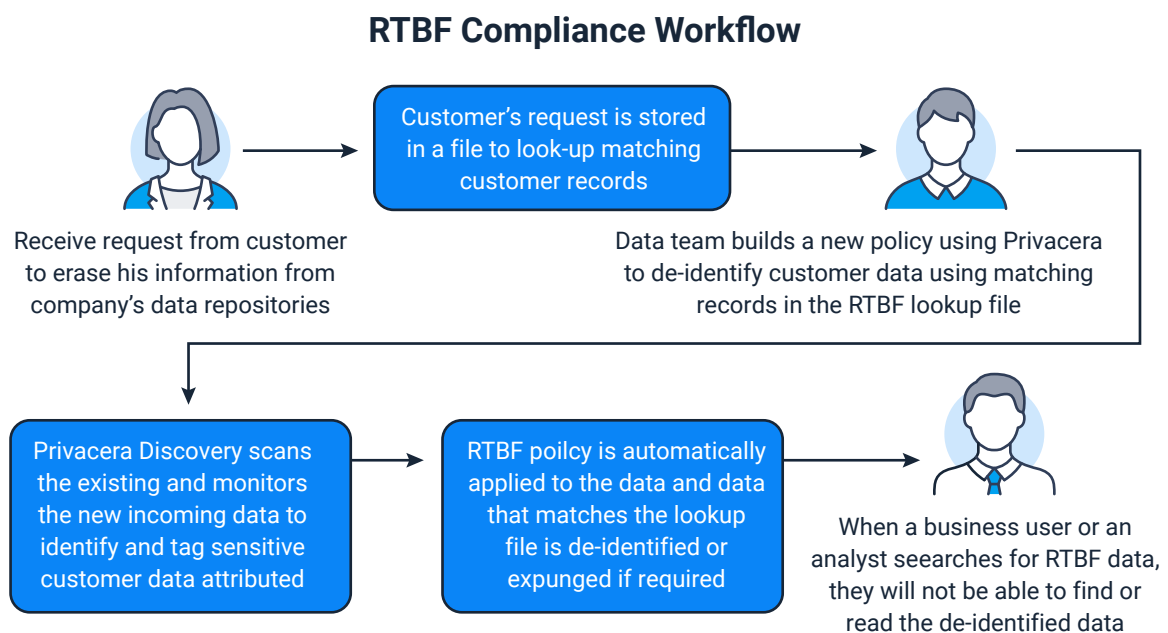 RTBF Compliance Workflow
Customer’s request is stored
in a file to look-up matching
customer records
Receive request from customer
to erase his information from
company’s data repositories
Data team builds a new policy using Privacera
to de-identify customer data using matching
records in the RTBF lookup file
Privacera Discovery scans
the existing and monitors
the new incoming data to
identify and tag sensitive
customer data attributed
RTBF poilcy is automatically
applied to the data and data
that matches the lookup
file is de-identified or
expunged if required
When a business user or an
analyst seearches for RTBF data,
they will not be able to find or
read the de-identified data